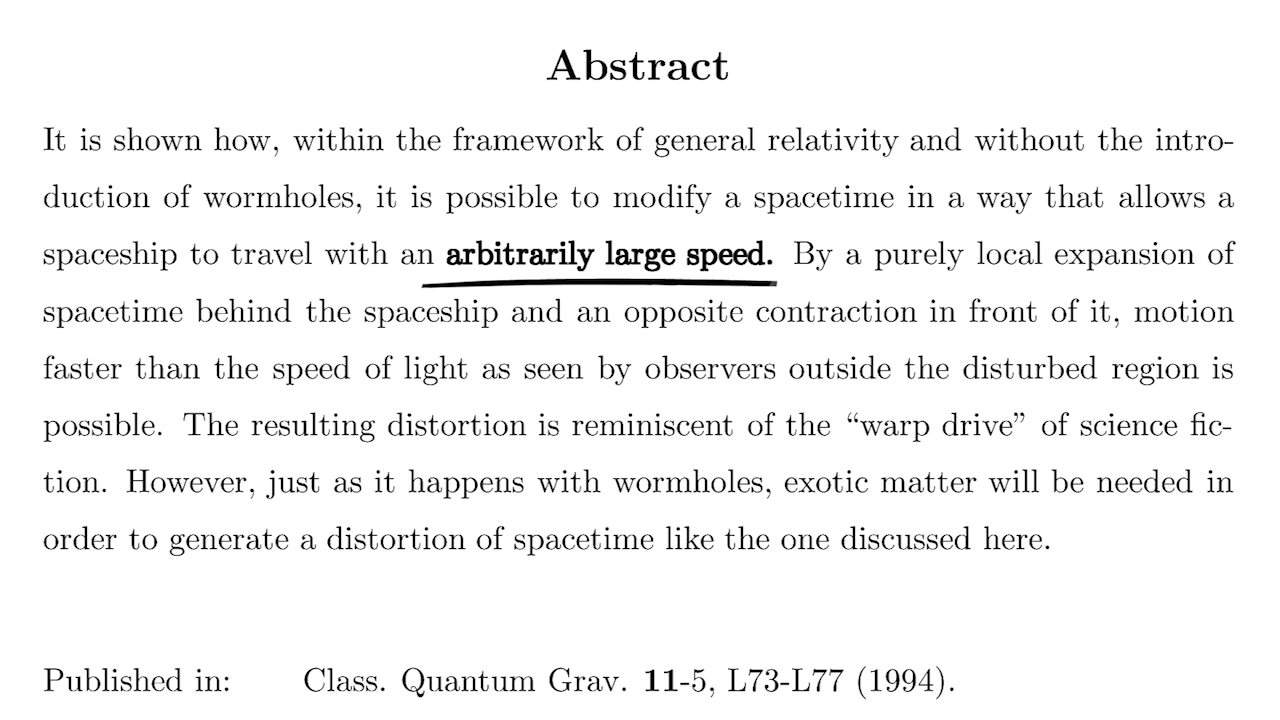 Abstract
It is shown how, within the framework of general relativity and without the intro-
duction of wormholes, it is possible to modify a spacetime in a way that allows a
spaceship to travel with an arbitrarily large speed. By a purely local expansion of
spacetime behind the spaceship and an opposite contraction in front of it, motion
faster than the speed of light as seen by observers outside the disturbed region is
possible. The resulting distortion is reminiscent of the “warp drive” of science fic-
tion. However, just as it happens with wormholes, exotic matter will be needed in
order to generate a distortion of spacetime like the one discussed here.
Published in: Class. Quantum Grav. 11-5, L73-L77 (1994).